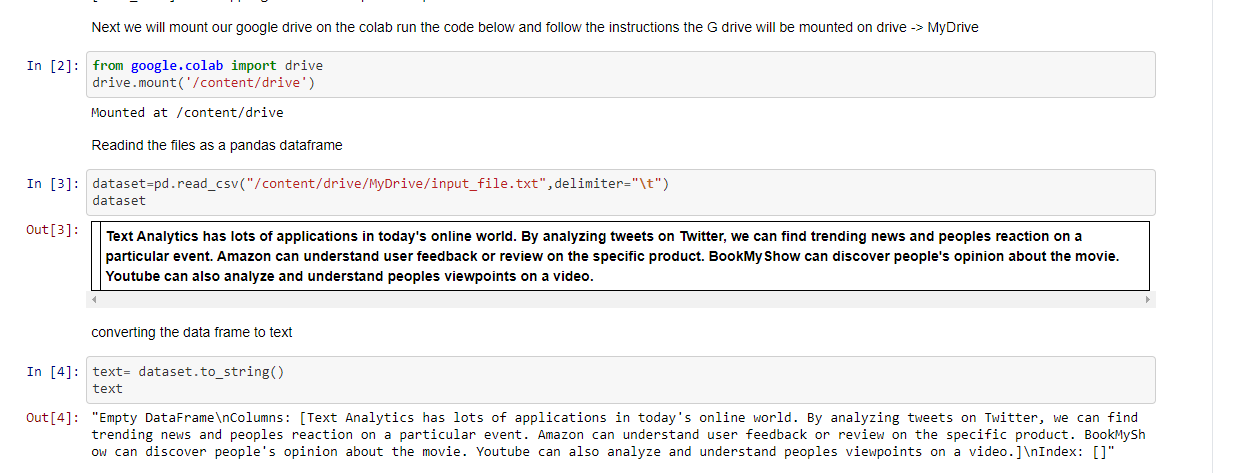 Next we will mount our google drive on the colab run the code below and follow the instructions the G drive will be mounted on drive -> MyDrive
In [2]: from google.colab import drive
drive.mount('/content/drive')
Mounted at /content/drive
Readind the files as a pandas dataframe
In [3]: dataset=pd.read_csv("/content/drive/MyDrive/input_file.txt",delimiter="\t")
dataset
Out[3]: Text Analytics has lots of applications in today's online world. By analyzing tweets on Twitter, we can find trending news and peoples reaction on a
particular event. Amazon can understand user feedback or review on the specific product. BookMyShow can discover people's opinion about the movie.
Youtube can also analyze and understand peoples viewpoints on a video.
converting the data frame to text
In [4]: text= dataset.to_string()
text
Out[4]: "Empty DataFrame\nColumns: [Text Analytics has lots of applications in today's online world. By analyzing tweets on Twitter, we can find
trending news and peoples reaction on a particular event. Amazon can understand user feedback or review on the specific product. BookMySh
ow can discover people's opinion about the movie. Youtube can also analyze and understand peoples viewpoints on a video.]\nIndex: []"